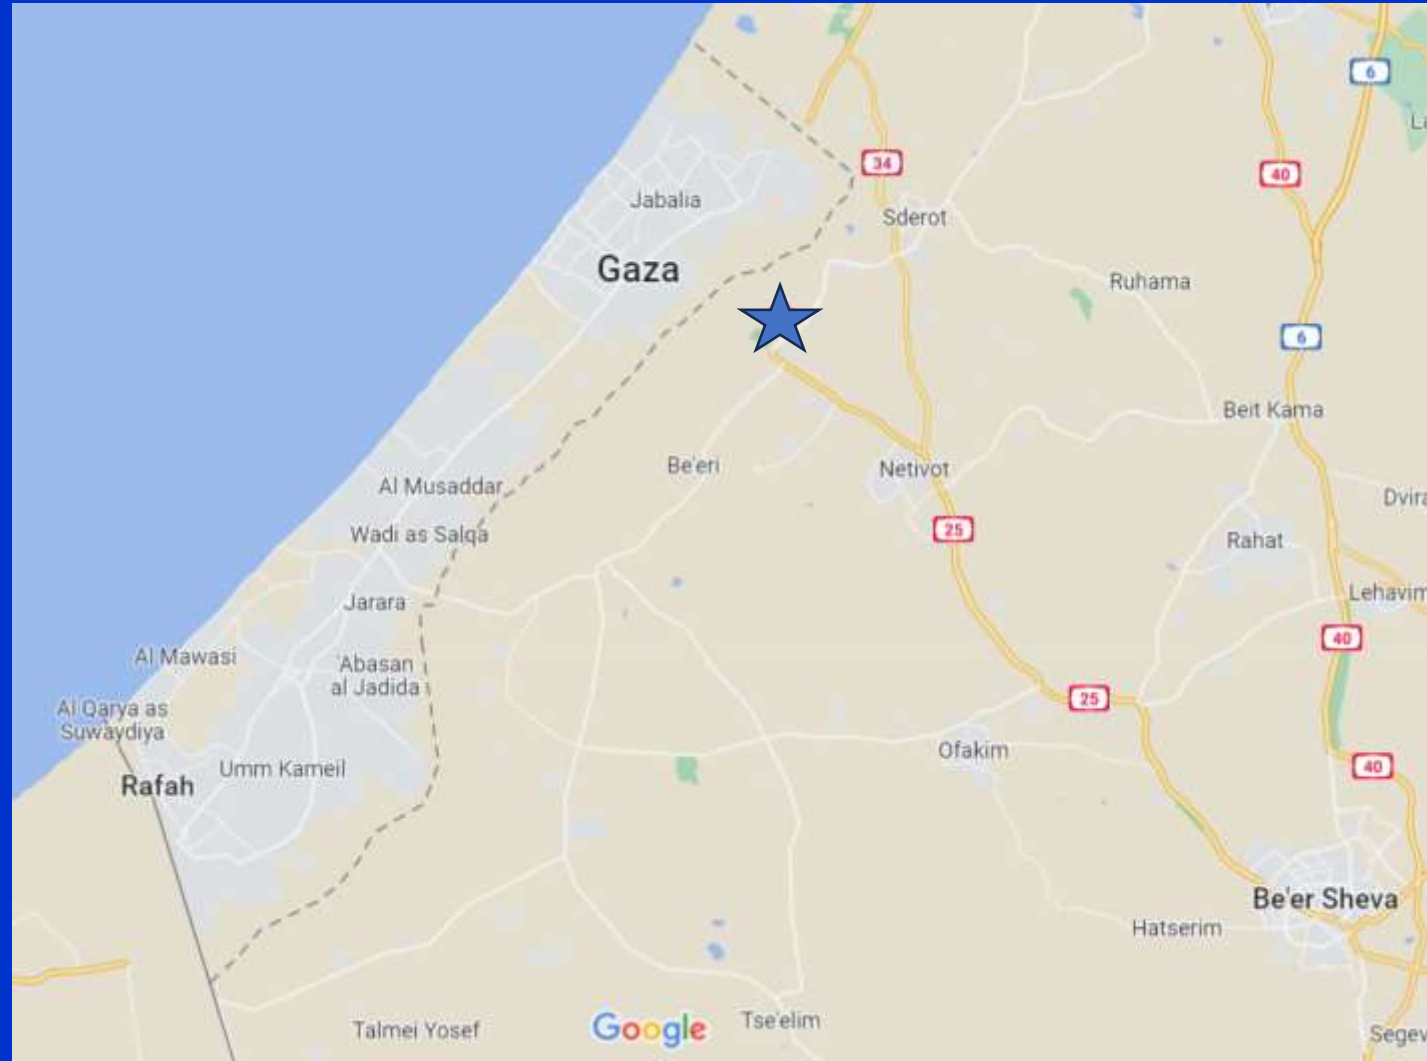 6
34
40
Jabalia
Sderot
Gaza
Ruhama
6
Beit Kama
Be'eri
Netivot
Al Musaddar
Wadi as Salqa
25
Rahat
Jarara
Lehavim
40
Al Mawasi
'Abasan
al Jadida
25
Al Qarya as
Suwaydiya
Ofakim
40
Umm Kameil
Rafah
Be'er Sheva
Hatserim
Talmei Yosef
Google
Tse'elim